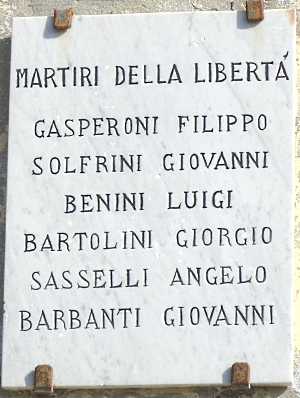 MARTIRI DELLA LIBERTÁ
GASPERONI FILIPPO
SOLFRINI GIOVANNI
BENINI LUIGI
BARTOLINI GIORGIO
SASSELLI ANGELO
BARBANTI GIOVANNI